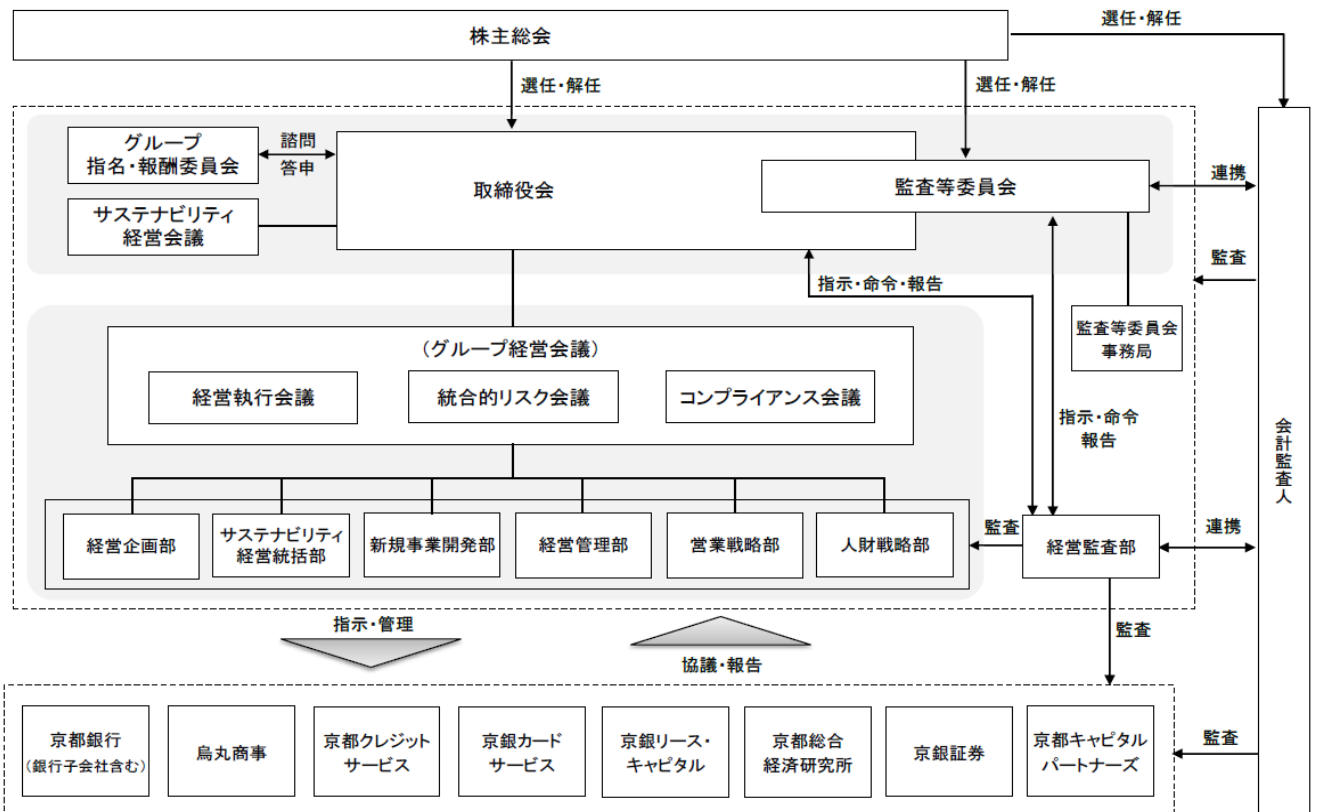 選任・解任
株主総会
選任・解任
選任・解任
グループ
指名・報酬委員会
諮問
答申
取締役会
監査等委員会
連携
サステナビリティ
経営会議
監査
指示・命令・報告
監査等委員会
事務局
（グループ経営会議）
経営執行会議
統合的リスク会議
コンプライアンス会議
指示・命令
報告
会計監査人
経営企画部
サステナビリティ
経営統括部
新規事業開発部
経営管理部
営業戦略部
人財戦略部
監査
経営監査部
連携
指示・管理
協議・報告
監査
京都銀行
（銀行子会社含む）
烏丸商事
京都クレジット
サービス
京銀カード
サービス
京銀リース・
キャピタル
京都総合
経済研究所
京銀証券
京都キャピタル
パートナーズ
監査